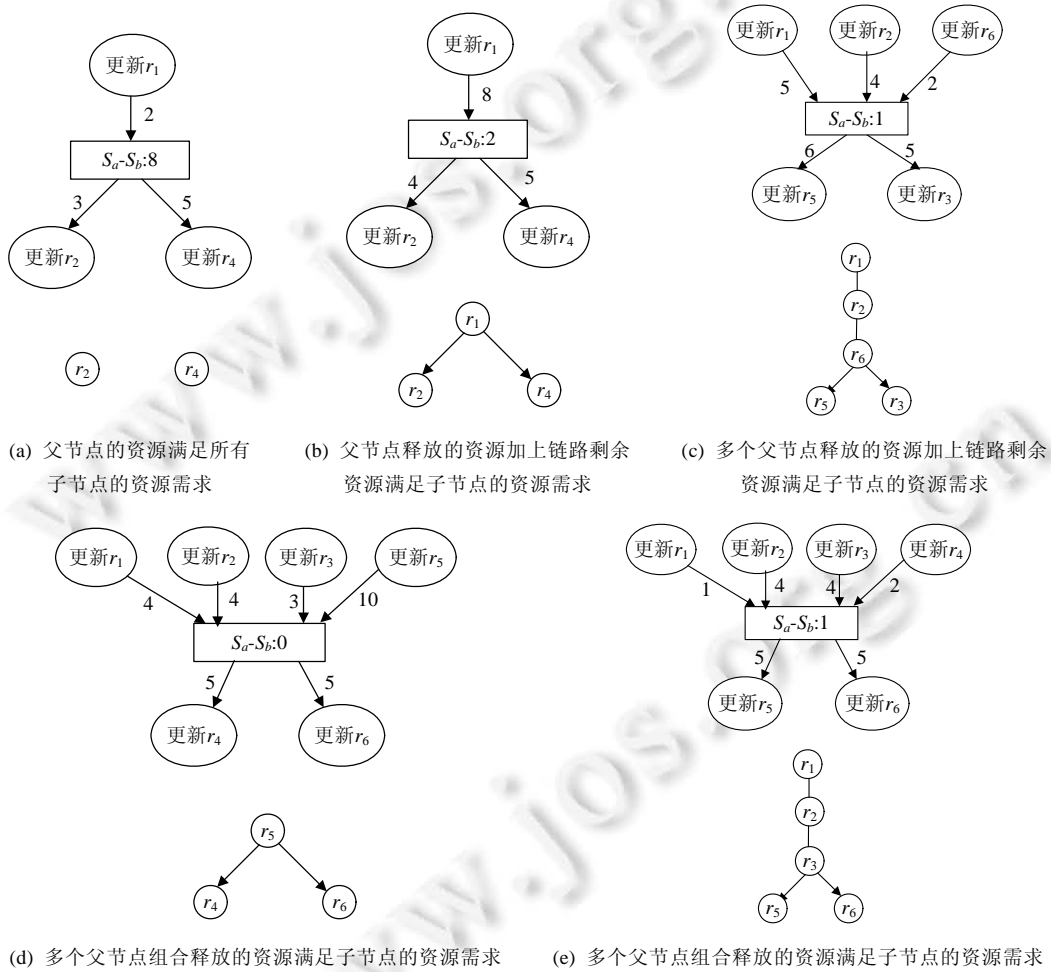 更新r1
2
Sa-Sb:8
3
5
更新r2
更新r4
r2
r4
(a) 父节点的资源满足所有
子节点的资源需求
更新r1
8
Sa-Sb:2
4
5
更新r2
更新r4
r1
r2
r4
(b) 父节点释放的资源加上链路剩余
资源满足子节点的资源需求
更新r1
更新r2
更新r6
5
4
2
Sa-Sb:1
6
5
更新r5
更新r3
r1
r2
r6
r5
r3
(c) 多个父节点释放的资源加上链路剩余
资源满足子节点的资源需求
更新r1
更新r2
更新r3
更新r5
4
4
3
10
Sa-Sb:0
5
5
更新r4
更新r6
r5
r4
r6
(d) 多个父节点组合释放的资源满足子节点的资源需求
更新r1
更新r2
更新r3
更新r4
1
4
4
2
Sa-Sb:1
5
5
更新r5
更新r6
r1
r2
r3
r5
r6
(e) 多个父节点组合释放的资源满足子节点的资源需求
www.jos.org.cn
www.jos.org